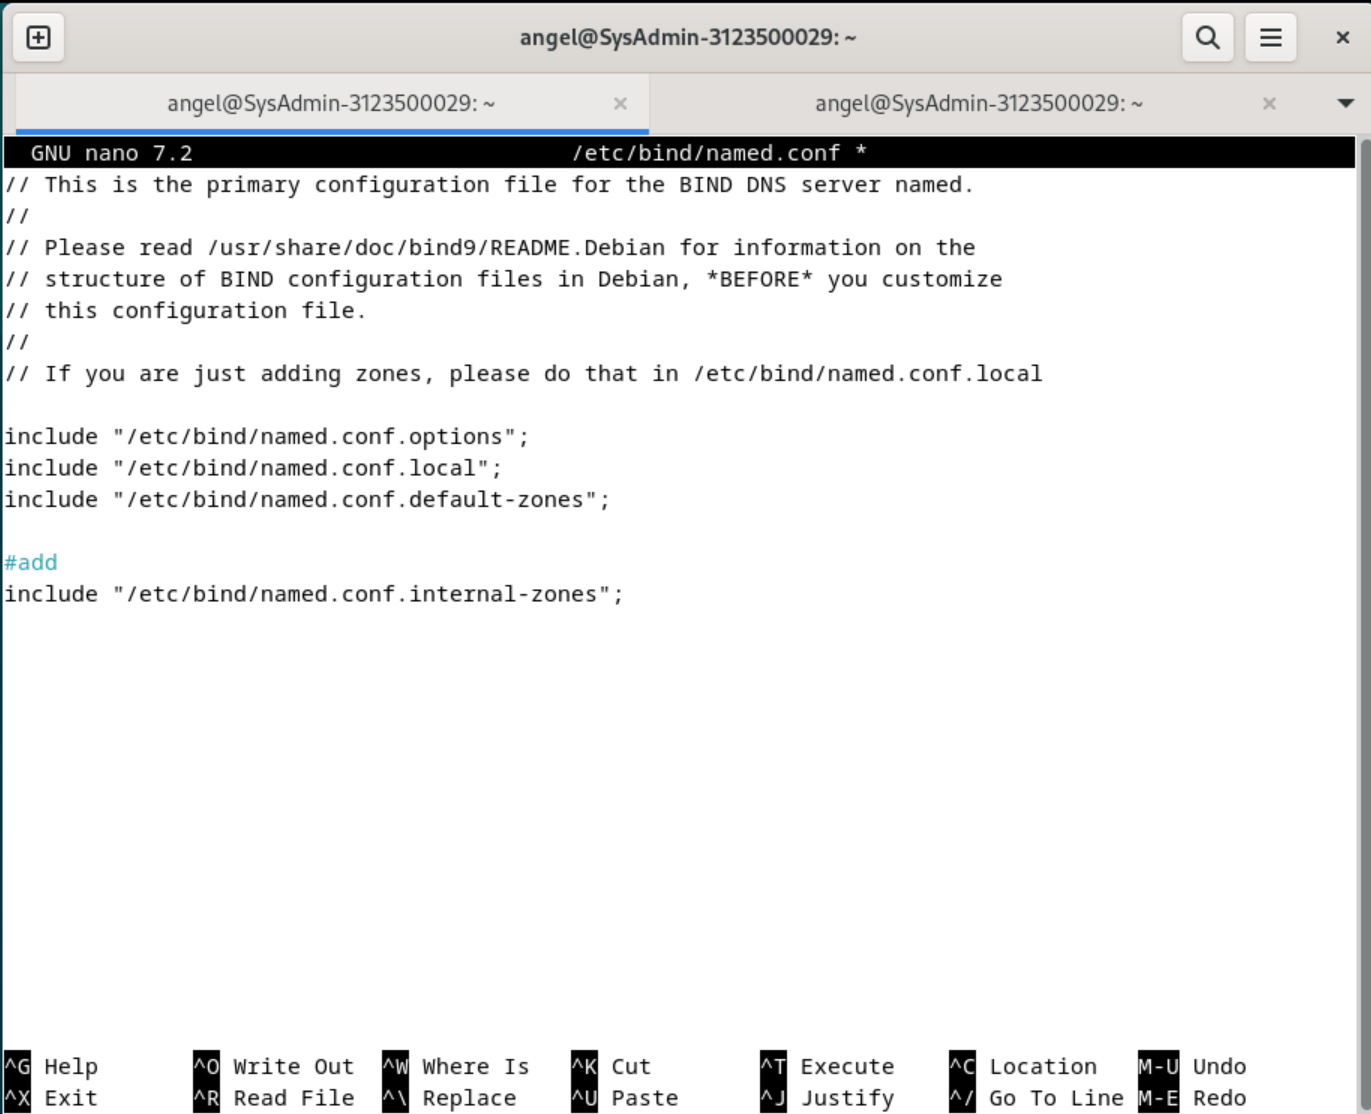 angel@SysAdmin-3123500029: ~
angel@SysAdmin-3123500029: ~ angel@SysAdmin-3123500029: ~
GNU nano 7.2 /etc/bind/named.conf *
// This is the primary configuration file for the BIND DNS server named.
//
// Please read /usr/share/doc/bind9/README.Debian for information on the
// structure of BIND configuration files in Debian, *BEFORE* you customize
// this configuration file.
//
// If you are just adding zones, please do that in /etc/bind/named.conf.local
include "/etc/bind/named.conf.options";
include "/etc/bind/named.conf.local";
include "/etc/bind/named.conf.default-zones";
#add
include "/etc/bind/named.conf.internal-zones";
^G Help ^O Write Out ^W Where Is ^K Cut ^T Execute ^C Location M-U Undo
^X Exit ^R Read File ^\ Replace ^U Paste ^J Justify ^/ Go To Line M-E Redo